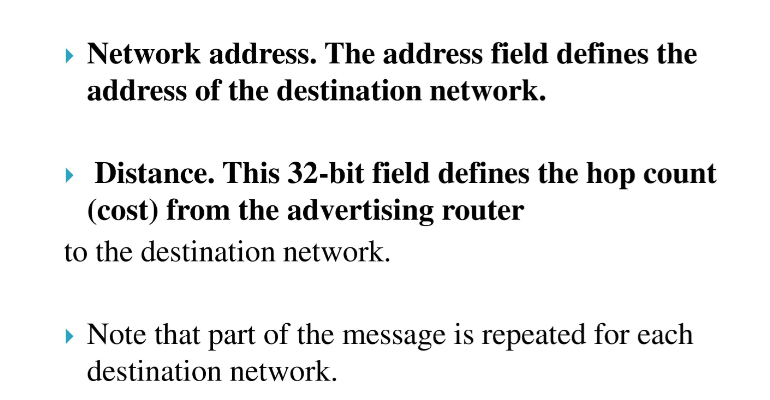 Network address. The address field defines the
address of the destination network.
Distance. This 32-bit field defines the hop count
(cost) from the advertising router
to the destination network.
Note that part of the message is repeated for each
destination network.